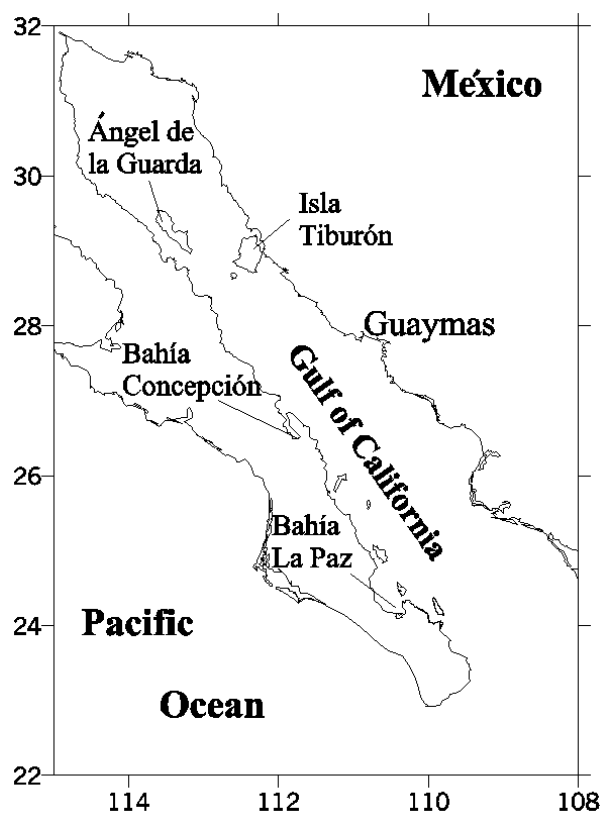 32
México
Ángel de
la Guarda
30
Isla
Tiburón
Guaymas
28
Bahía
Concepción
Gulf of California
26
Bahía
La Paz
24
Pacific
Ocean
22
114 112 110 108